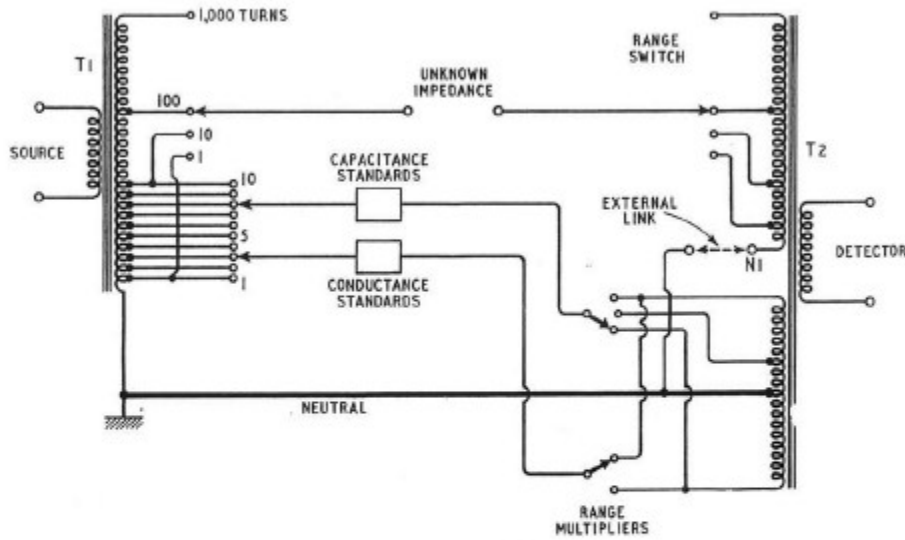 1,000 TURNS
T1
RANGE
SWITCH
UNKNOWN
IMPEDANCE
100
10
1
SOURCE
T2
CAPACITANCE
STANDARDS
10
5
1
EXTERNAL
LINK
N1
DETECTOR
CONDUCTANCE
STANDARDS
NEUTRAL
RANGE
MULTIPLIERS